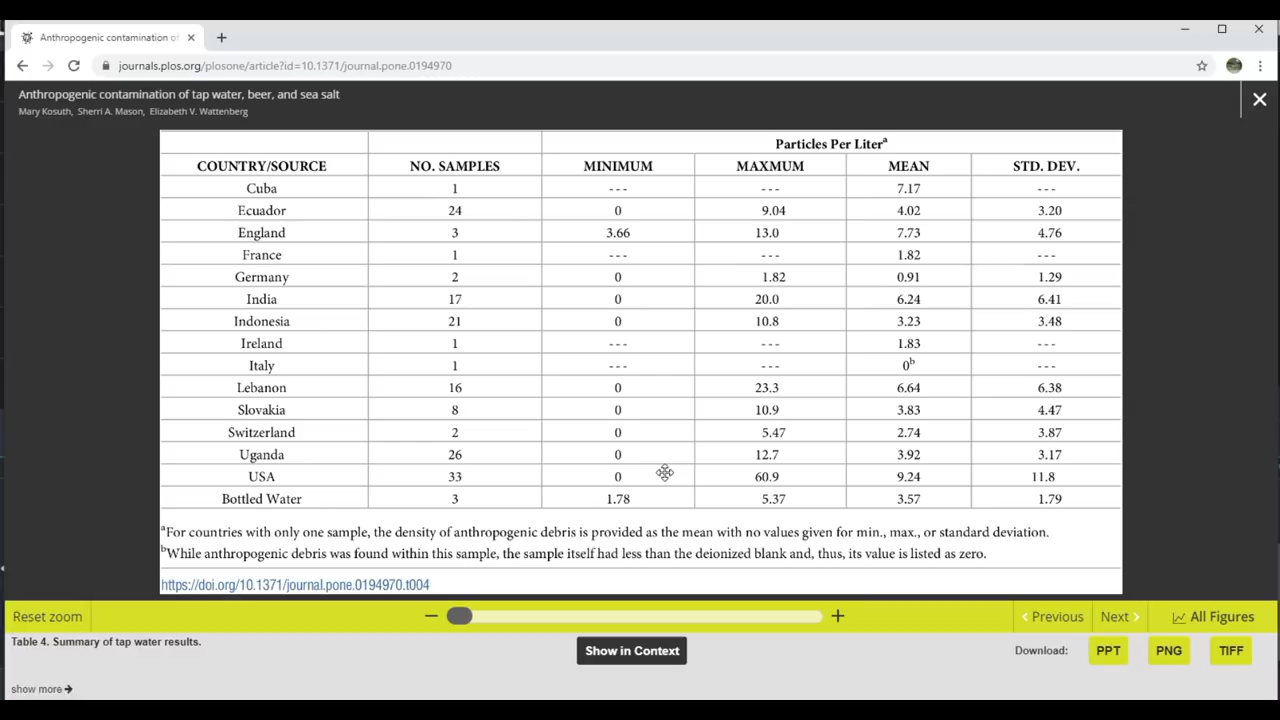 Anthropogenic contamination of
journals.plos.org/plosone/article?id=10.1371/journal.pone.0194970
Anthropogenic contamination of tap water, beer, and sea salt
Mary Kosuth, Sherri A. Mason, Elizabeth V. Wattenberg
Particles Per Liter^a
COUNTRY/SOURCE NO. SAMPLES MINIMUM MAXMUM MEAN STD. DEV.
Cuba 1 --- --- 7.17 ---
Ecuador 24 0 9.04 4.02 3.20
England 3 3.66 13.0 7.73 4.76
France 1 --- --- 1.82 ---
Germany 2 0 1.82 0.91 1.29
India 17 0 20.0 6.24 6.41
Indonesia 21 0 10.8 3.23 3.48
Ireland 1 --- --- 1.83 ---
Italy 1 --- --- 0^b ---
Lebanon 16 0 23.3 6.64 6.38
Slovakia 8 0 10.9 3.83 4.47
Switzerland 2 0 5.47 2.74 3.87
Uganda 26 0 12.7 3.92 3.17
USA 33 0 60.9 9.24 11.8
Bottled Water 3 1.78 5.37 3.57 1.79
^aFor countries with only one sample, the density of anthropogenic debris is provided as the mean with no values given for min., max., or standard deviation.
^bWhile anthropogenic debris was found within this sample, the sample itself had less than the deionized blank and, thus, its value is listed as zero.
https://doi.org/10.1371/journal.pone.0194970.t004
Reset zoom − + Previous Next All Figures
Table 4. Summary of tap water results.
Show in Context Download: PPT PNG TIFF
show more